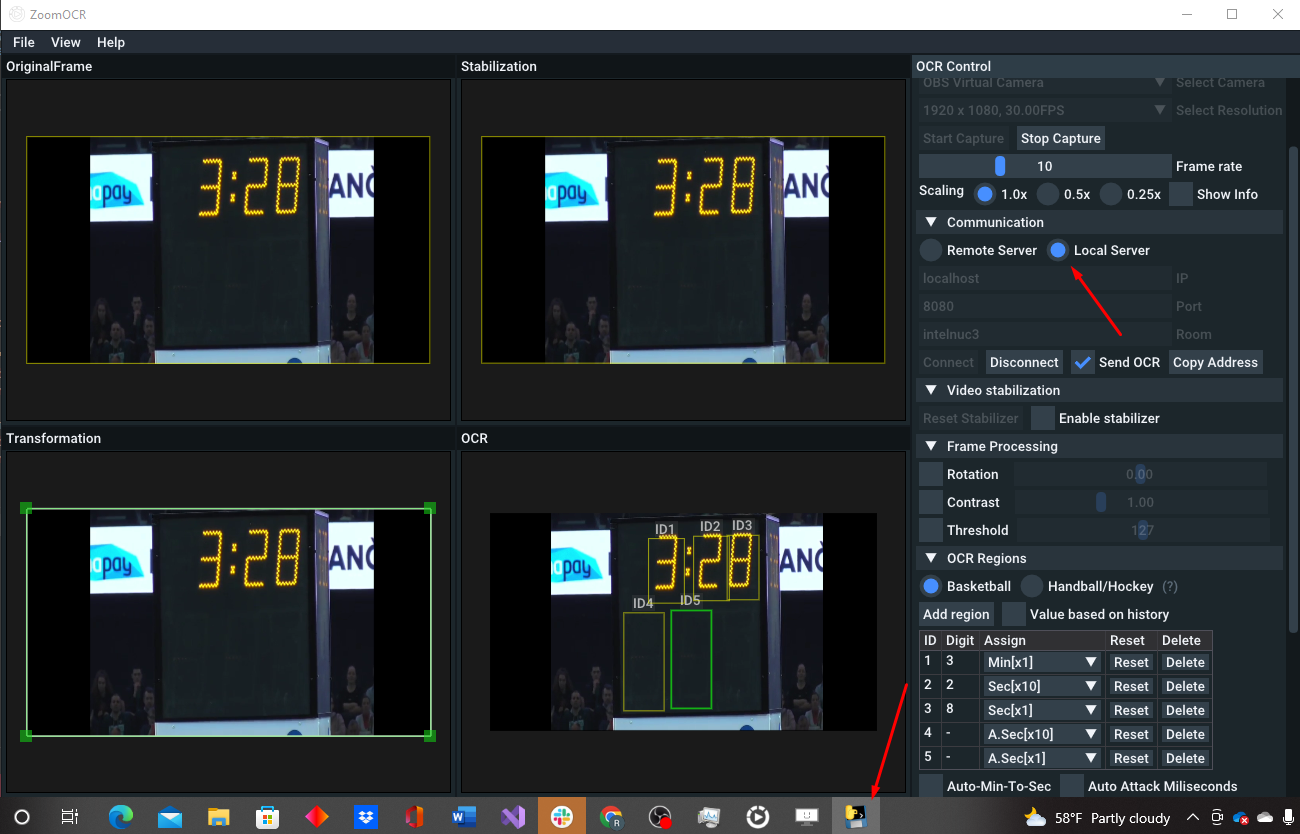 ZoomOCR
File View Help
OriginalFrame
apay
3:28
ANČ
Stabilization
apay
3:28
ANČ
Transformation
apay
3:28
ANČ
OCR
apay
ID1 ID2 ID3
3:28
ANČ
ID4 ID5
OCR Control
OBS Virtual Camera Select Camera
1920 x 1080, 30.00FPS Select Resolution
Start Capture Stop Capture
10 Frame rate
Scaling 1.0x 0.5x 0.25x Show Info
Communication
Remote Server Local Server
localhost IP
8080 Port
intelnuc3 Room
Connect Disconnect Send OCR Copy Address
Video stabilization
Reset Stabilizer Enable stabilizer
Frame Processing
Rotation 0.00
Contrast 1.00
Threshold 127
OCR Regions
Basketball Handball/Hockey (?)
Add region Value based on history
ID Digit Assign Reset Delete
1 3 Min[x1] Reset Delete
2 2 Sec[x10] Reset Delete
3 8 Sec[x1] Reset Delete
4 - A.Sec[x10] Reset Delete
5 - A.Sec[x1] Reset Delete
Auto-Min-To-Sec Auto Attack Miliseconds
58°F Partly cloudy